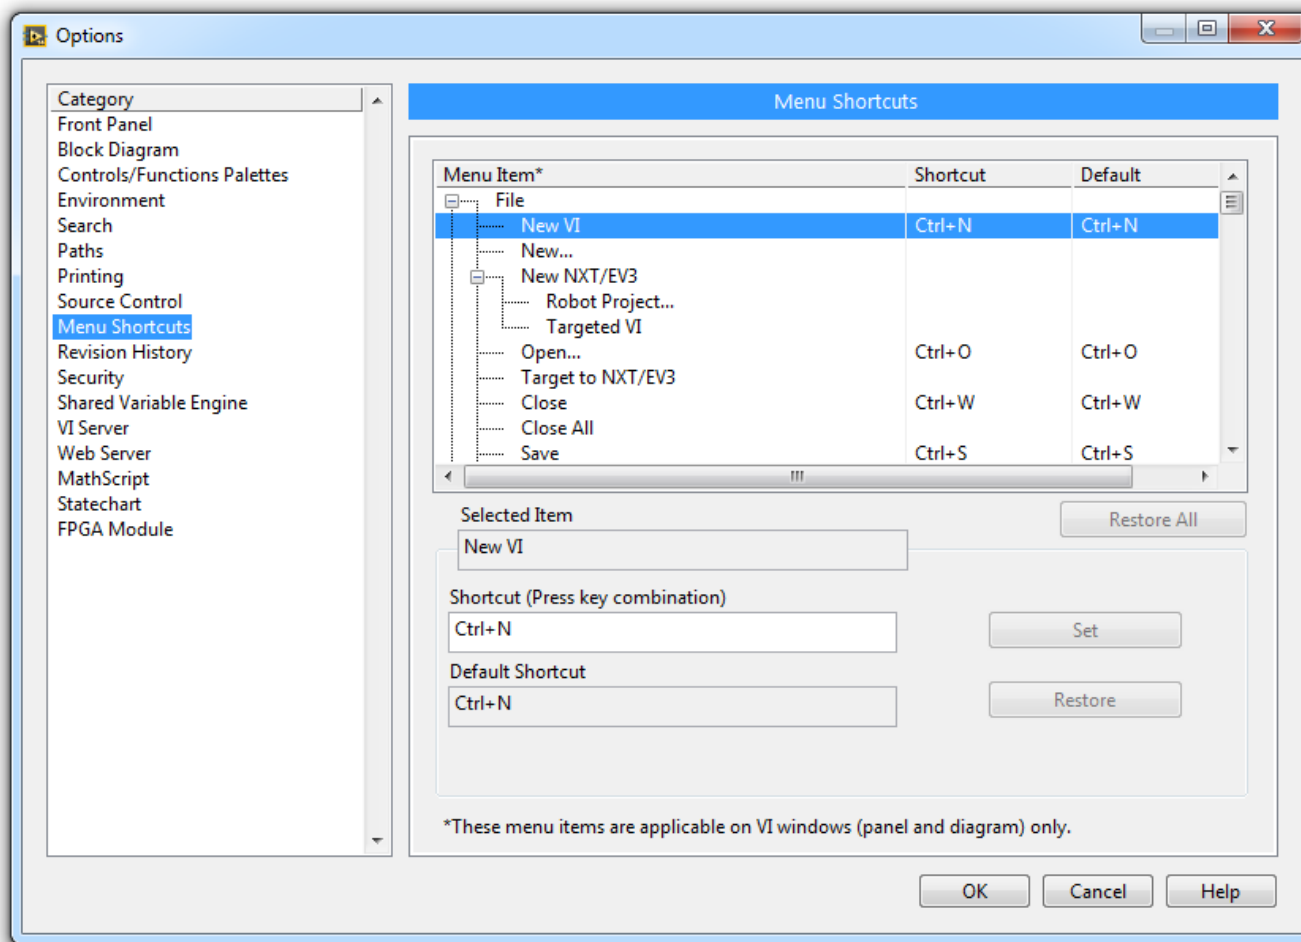 Options
Category
Front Panel
Block Diagram
Controls/Functions Palettes
Environment
Search
Paths
Printing
Source Control
Menu Shortcuts
Revision History
Security
Shared Variable Engine
VI Server
Web Server
MathScript
Statechart
FPGA Module
Menu Shortcuts
Menu Item* Shortcut Default
File
New VI Ctrl+N Ctrl+N
New...
New NXT/EV3
Robot Project...
Targeted VI
Open... Ctrl+O Ctrl+O
Target to NXT/EV3
Close Ctrl+W Ctrl+W
Close All
Save Ctrl+S Ctrl+S
Selected Item
Restore All
New VI
Shortcut (Press key combination)
Ctrl+N
Set
Default Shortcut
Ctrl+N
Restore
*These menu items are applicable on VI windows (panel and diagram) only.
OK Cancel Help